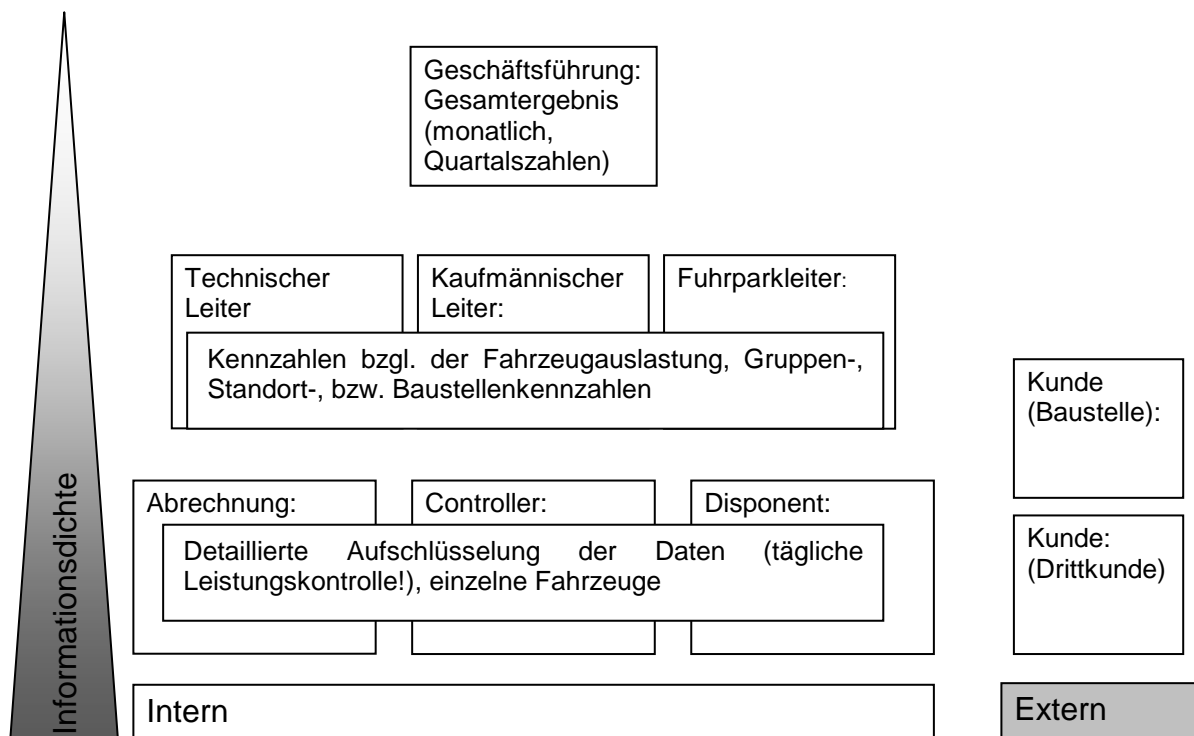 Geschäftsführung:
Gesamtergebnis
(monatlich,
Quartalszahlen)
Technischer
Leiter
Kaufmännischer
Leiter:
Fuhrparkleiter:
Kennzahlen bzgl. der Fahrzeugauslastung, Gruppen-,
Standort-, bzw. Baustellenkennzahlen
Kunde
(Baustelle):
Abrechnung:
Controller:
Disponent:
Detaillierte Aufschlüsselung der Daten (tägliche
Leistungskontrolle!), einzelne Fahrzeuge
Kunde:
(Drittkunde)
Informationsdichte
Intern
Extern